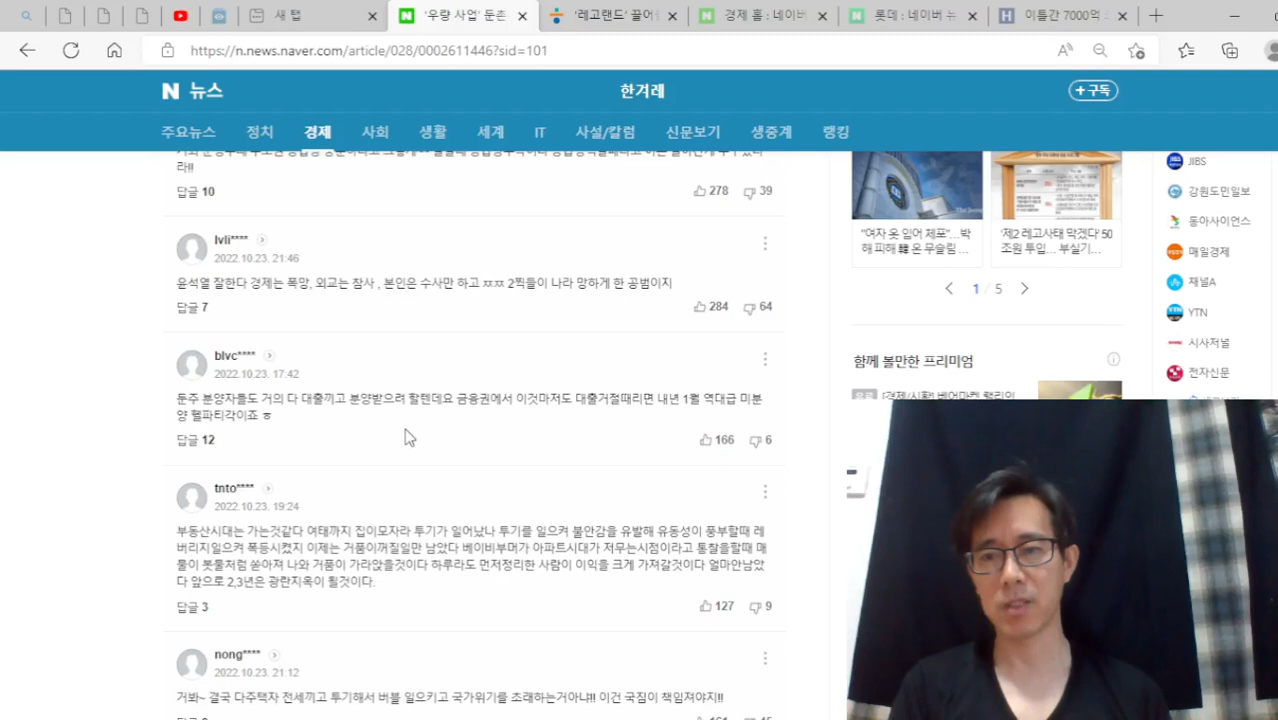 새 탭
'우량 사업' 둔촌
'레고랜드' 끌어올
경제 홈 : 네이버
롯데 : 네이버 뉴
이틀간 7000억
https://n.news.naver.com/article/028/0002611446?sid=101
N 뉴스
한겨레
+ 구독
주요뉴스 정치 경제 사회 생활 세계 IT 사설/칼럼 신문보기 생중계 랭킹
라!!
답글 10
278 39
lvli****
2022.10.23. 21:46
윤석열 잘한다 경제는 폭망, 외교는 참사 , 본인은 수사만 하고 ㅉㅉ 2찍들이 나라 망하게 한 공범이지
답글 7
284 64
blvc****
2022.10.23. 17:42
둔주 분양자들도 거의 다 대출끼고 분양받으려 할텐데요 금융권에서 이것마저도 대출거절때리면 내년 1월 역대급 미분
양 헬파티각이죠 ㅎ
답글 12
166 6
tnto****
2022.10.23. 19:24
부동산시대는 가는것같다 여태까지 집이모자라 투기가 일어났나 투기를 일으켜 불안감을 유발해 유동성이 풍부할때 레
버리지일으켜 폭등시켰지 이제는 거품이꺼질일만 남았다 베이비부머가 아파트시대가 저무는시점이라고 통찰을할때 매
물이 봇물처럼 쏟아져 나와 거품이 가라앉을것이다 하루라도 먼저정리한 사람이 이익을 크게 가져갈것이다 얼마안남았
다 앞으로 2,3년은 광란지옥이 될것이다.
답글 3
127 9
nong****
2022.10.23. 21:12
거봐~ 결국 다주택자 전세끼고 투기해서 버블 일으키고 국가위기를 초래하는거아냐!!! 이건 국짐이 책임져야지!!!
"여자 옷 입어 체포"...박
해 피해 韓 온 무슬림...
'제2 레고사태 막겠다' 50
조원 투입... 부실기...
1 / 5
함께 볼만한 프리미엄
JIBS
강원도민일보
동아사이언스
매일경제
채널A
YTN
시사저널
전자신문